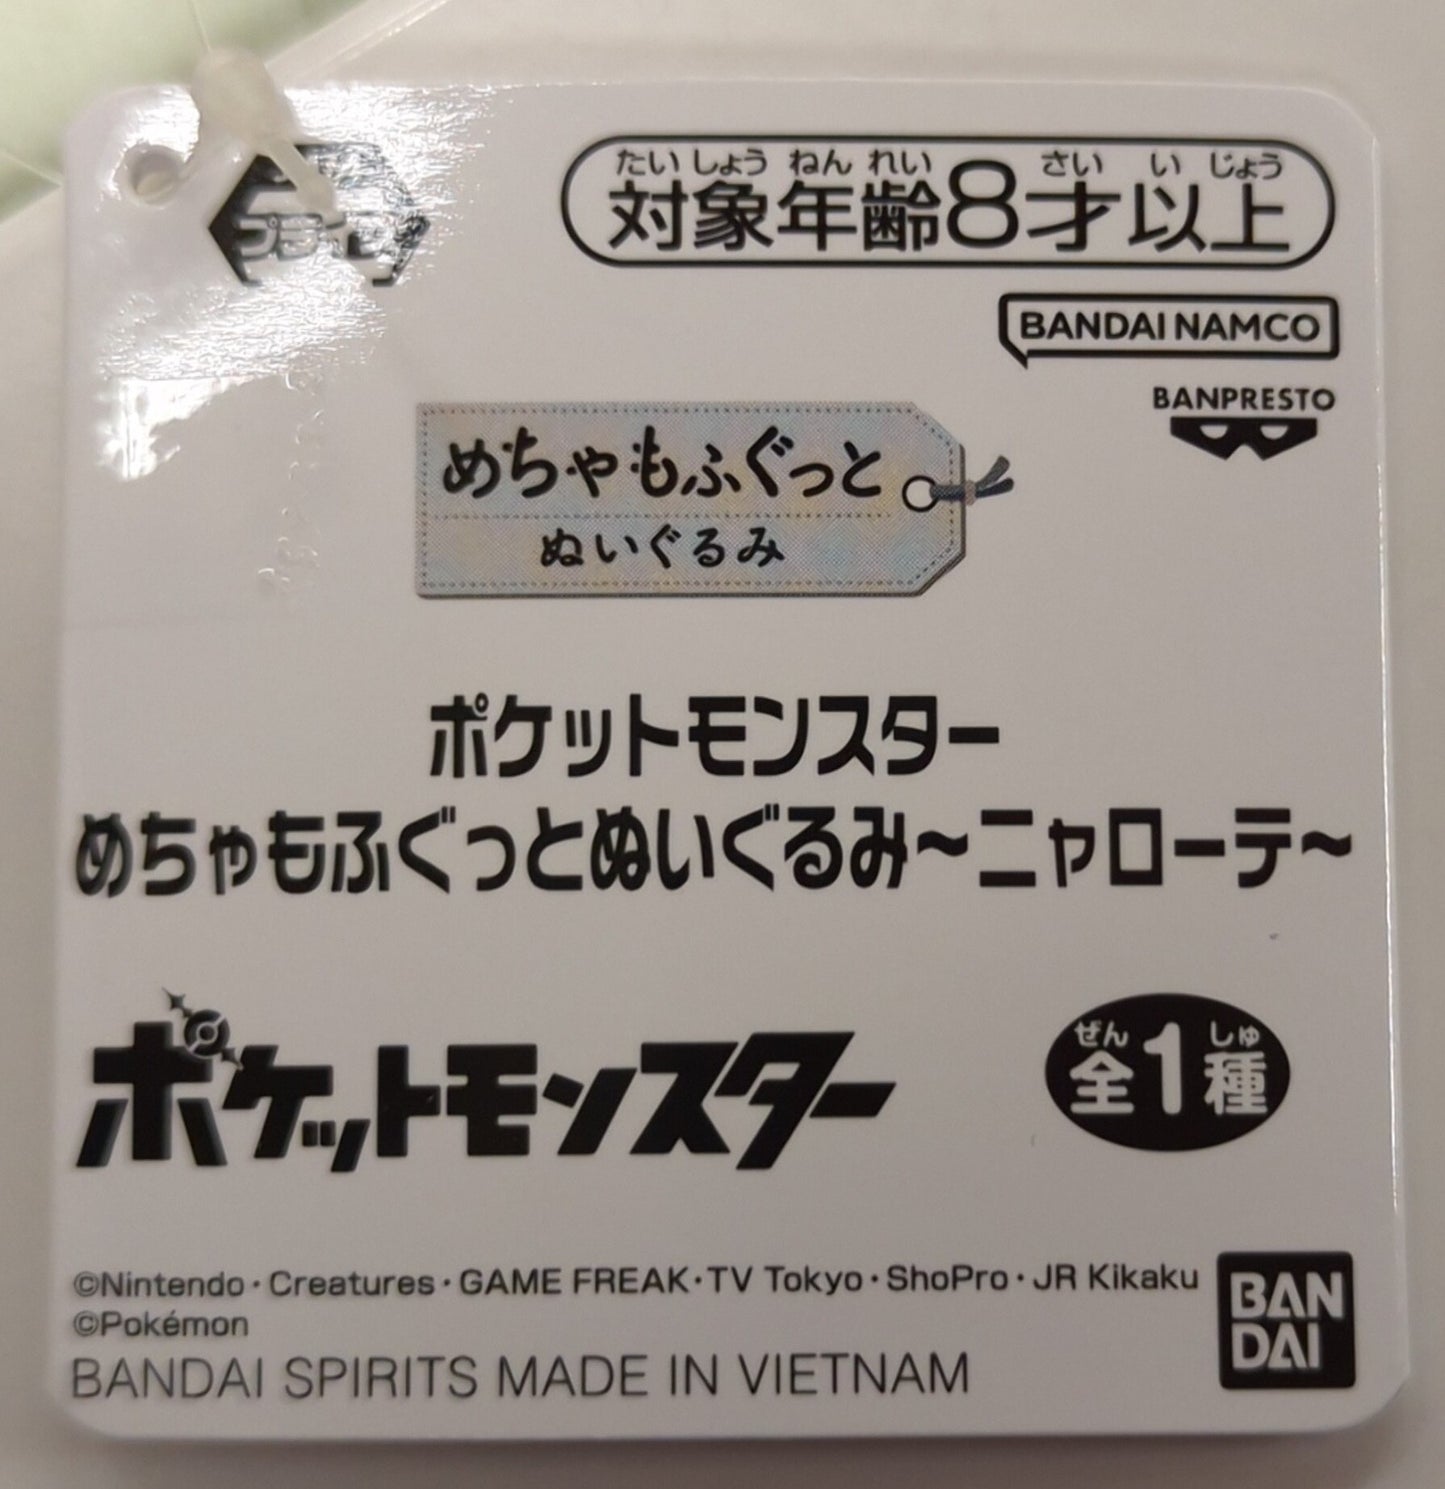 たいしょうねんれい さいいじょう
対象年齢8才以上
BANDAI NAMCO
BANPRESTO
めちゃもふぐっと
ぬいぐるみ
ポケットモンスター
めちゃもふぐっとぬいぐるみ～ニャローテ～
ポケットモンスター
ぜん しゅ
全1種
©Nintendo・Creatures・GAME FREAK・TV Tokyo・ShoPro・JR Kikaku
©Pokémon
BANDAI SPIRITS MADE IN VIETNAM
BAN
DAI